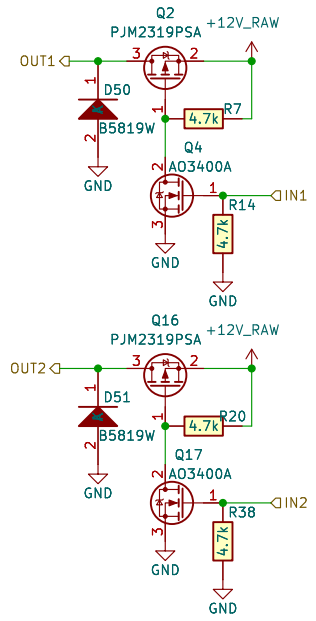 Q2
PJM2319PSA
+12V_RAW
OUT1
3
2
1
D50
1
B5819W
2
GND
R7
4.7k
Q4
AO3400A
2
1
3
IN1
R14
4.7k
GND
GND
Q16
PJM2319PSA
+12V_RAW
OUT2
3
2
1
D51
1
B5819W
2
GND
R20
4.7k
Q17
AO3400A
2
1
3
IN2
R38
4.7k
GND
GND